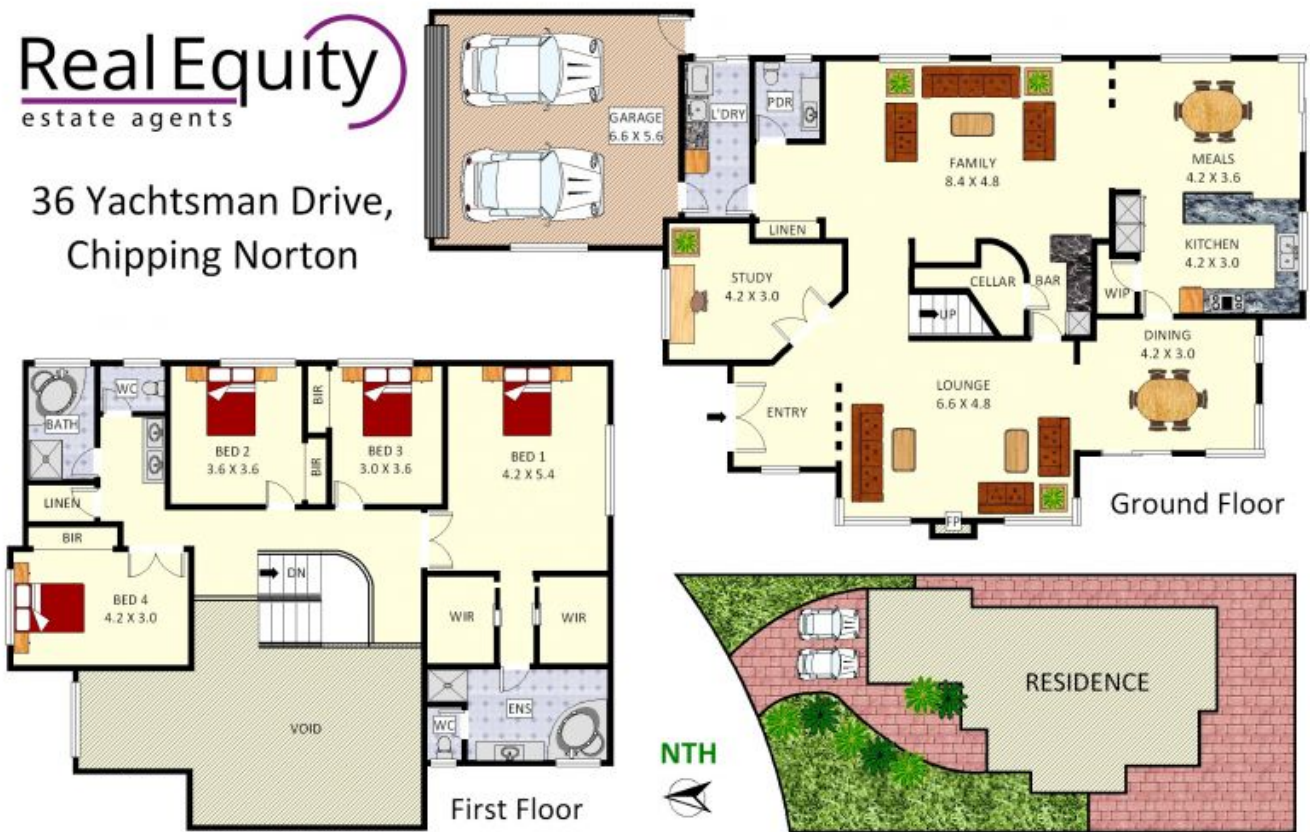 Real Equity
estate agents
36 Yachtsman Drive,
Chipping Norton
GARAGE
6.6 X 5.6
L'DRY
PDR
FAMILY
8.4 X 4.8
MEALS
4.2 X 3.6
LINEN
KITCHEN
4.2 X 3.0
STUDY
4.2 X 3.0
CELLAR
BAR
WIP
UP
DINING
4.2 X 3.0
LOUNGE
6.6 X 4.8
ENTRY
FP
Ground Floor
WC
BATH
BIR
BED 2
3.6 X 3.6
BED 3
3.0 X 3.6
BED 1
4.2 X 5.4
BIR
LINEN
BIR
DN
BED 4
4.2 X 3.0
WIR
WIR
VOID
ENS
WC
First Floor
RESIDENCE
NTH